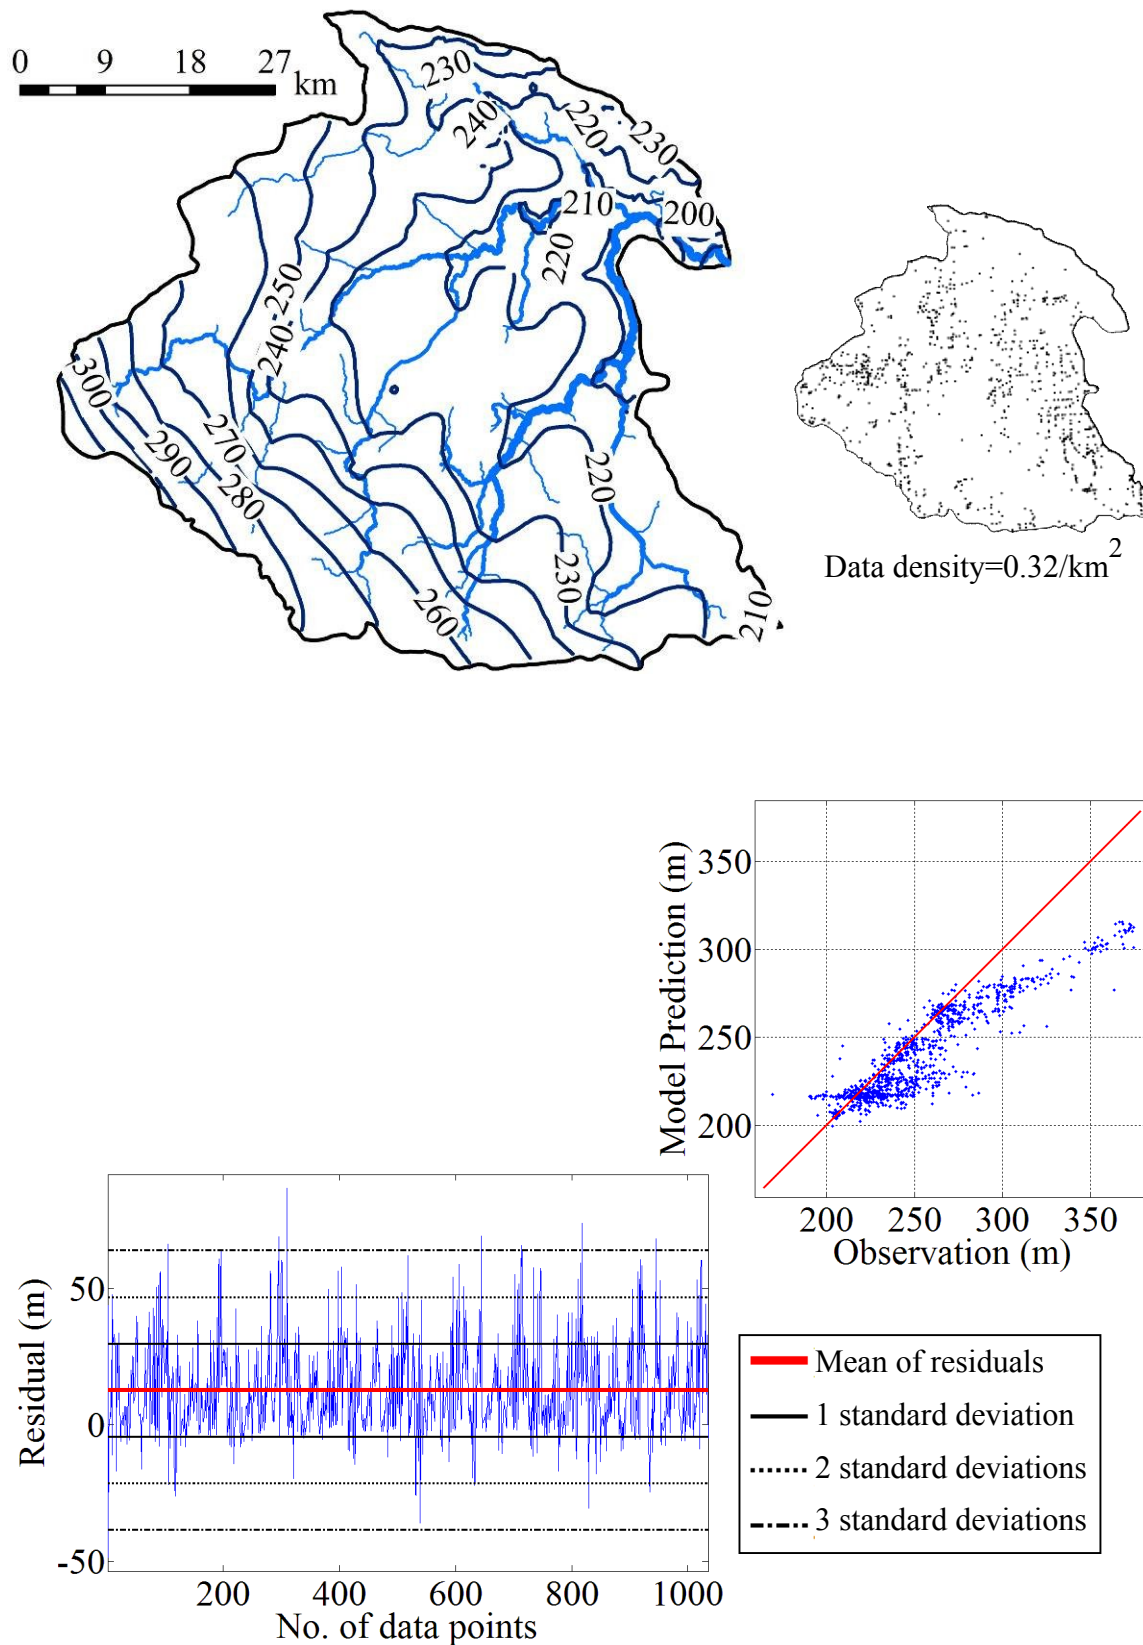 0 9 18 27 km
230
240
220
230
210
200
220
250
240
300
290
270
280
260
220
230
210
Data density=0.32/km2
Model Prediction (m)
350
300
250
200
200 250 300 350
Observation (m)
Residual (m)
50
0
-50
200 400 600 800 1000
No. of data points
Mean of residuals
1 standard deviation
2 standard deviations
3 standard deviations